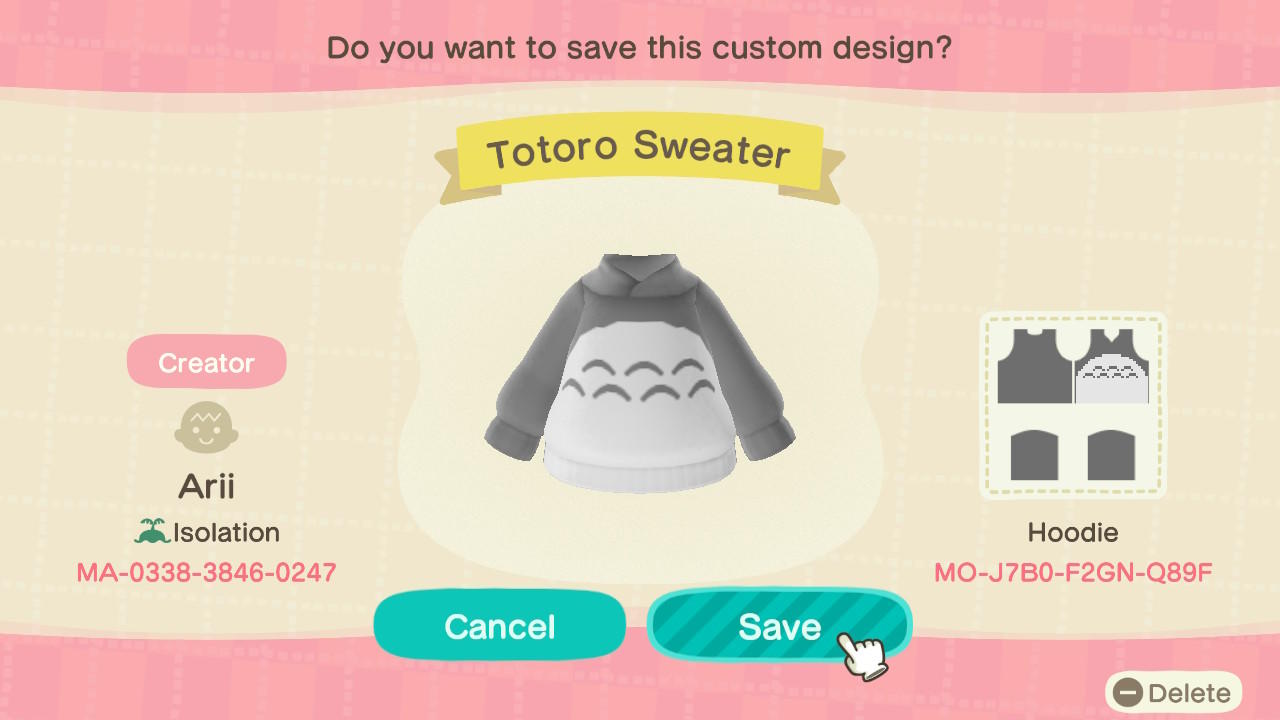 Do you want to save this custom design?
Totoro Sweater
Creator
Arii
Isolation
MA-0338-3846-0247
Hoodie
MO-J7B0-F2GN-Q89F
Cancel
Save
Delete